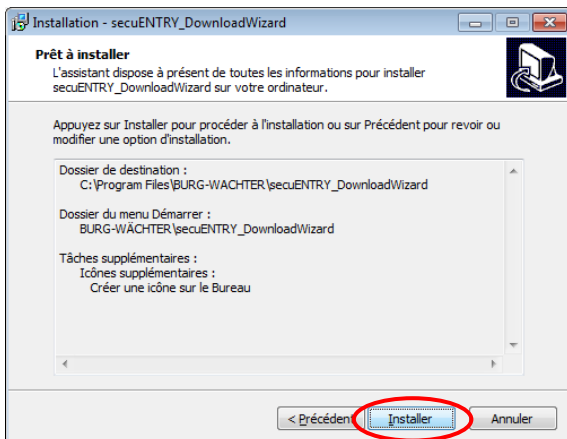 Installation - secuENTRY_DownloadWizard
Prêt à installer
L'assistant dispose à présent de toutes les informations pour installer
secuENTRY_DownloadWizard sur votre ordinateur.
Appuyez sur Installer pour procéder à l'installation ou sur Précédent pour revoir ou
modifier une option d'installation.
Dossier de destination :
C:\Program Files\BURG-WACHTER\secuENTRY_DownloadWizard
Dossier du menu Démarrer :
BURG-WÄCHTER\secuENTRY_DownloadWizard
Tâches supplémentaires :
Icônes supplémentaires :
Créer une icône sur le Bureau
< Précédent Installer Annuler